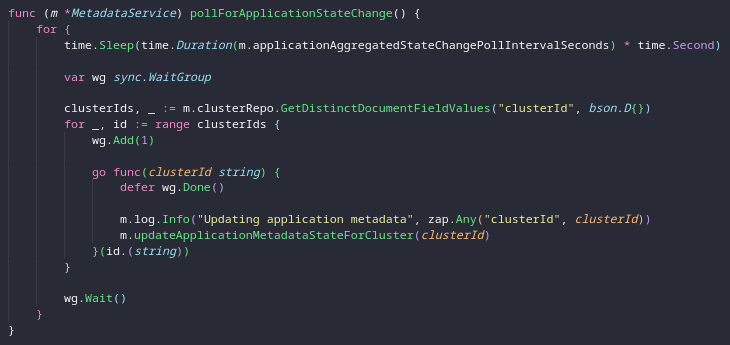 func (m *MetadataService) pollForApplicationStateChange() {
    for {
        time.Sleep(time.Duration(m.applicationAggregatedStateChangePollIntervalSeconds) * time.Second)

        var wg sync.WaitGroup

        clusterIds, _ := m.clusterRepo.GetDistinctDocumentFieldValues("clusterId", bson.D{})
        for _, id := range clusterIds {
            wg.Add(1)

            go func(clusterId string) {
                defer wg.Done()

                m.log.Info("Updating application metadata", zap.Any("clusterId", clusterId))
                m.updateApplicationMetadataStateForCluster(clusterId)
            }(id.(string))
        }

        wg.Wait()
    }
}